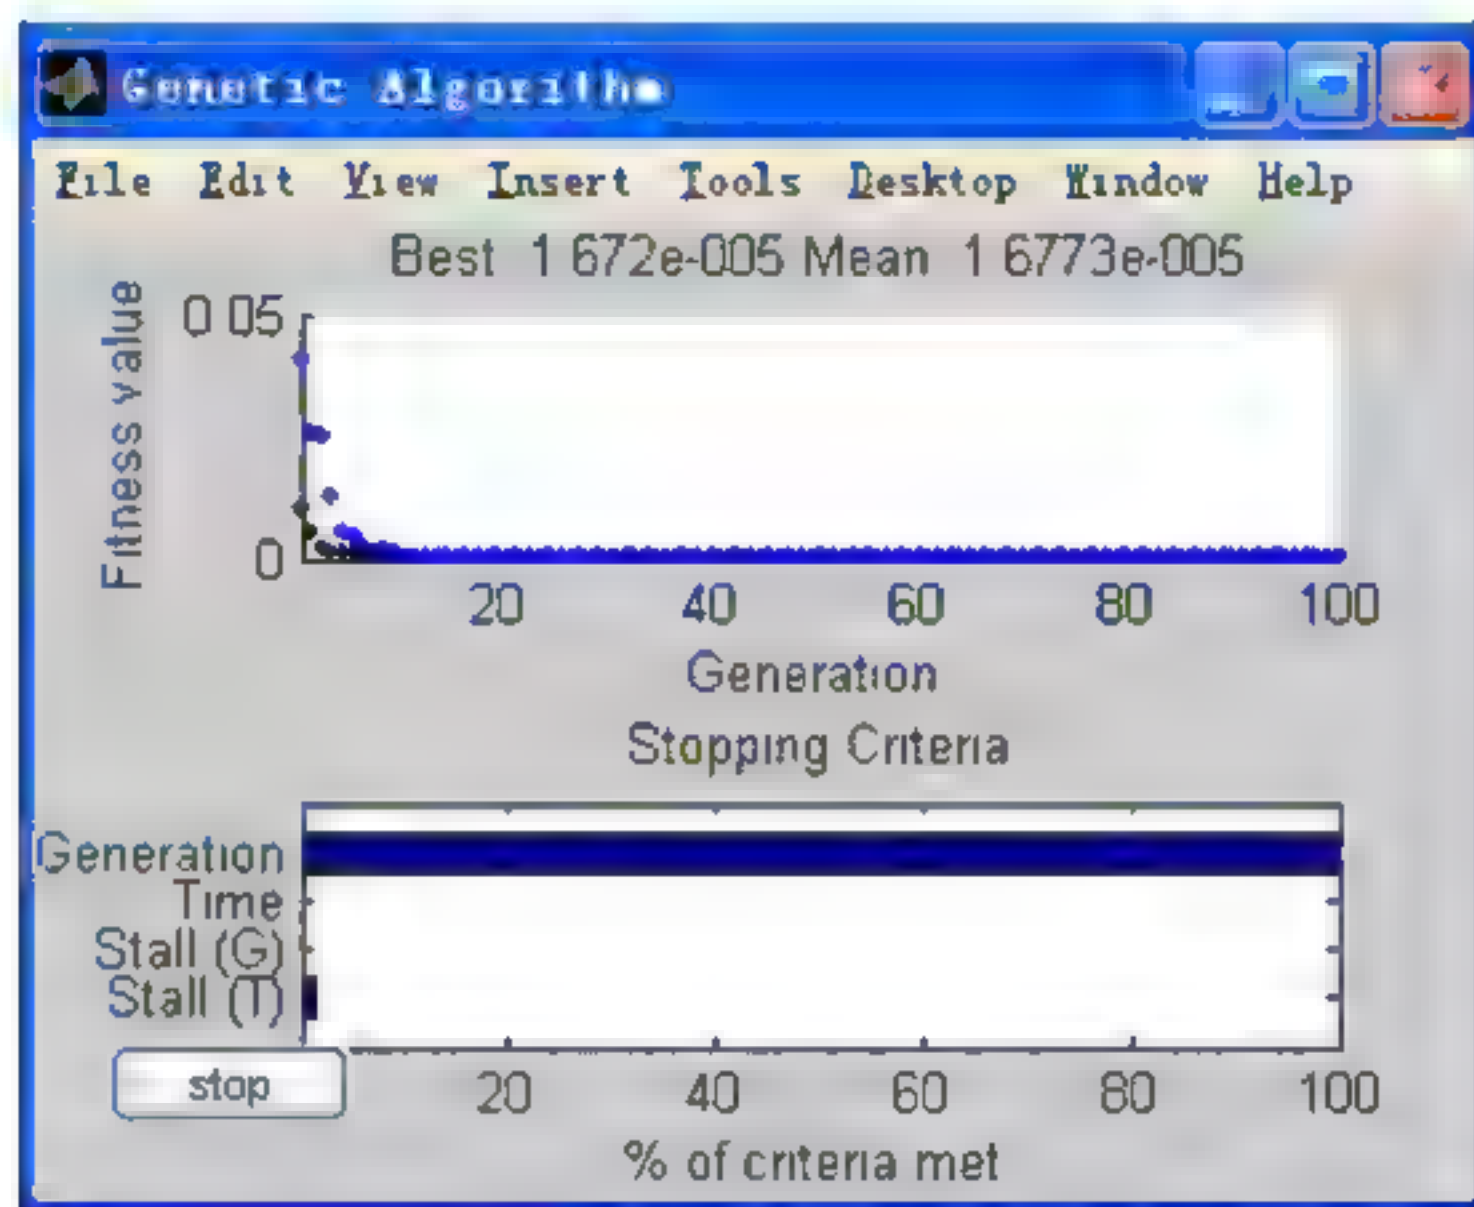 Genetic Algorithm
File Edit View Insert Tools Desktop Window Help
Best 1 672e-005 Mean 1 6773e-005
Fitness value
0 05
0
20 40 60 80 100
Generation
Stopping Criteria
Generation
Time
Stall (G)
Stall (T)
stop
20 40 60 80 100
% of criteria met